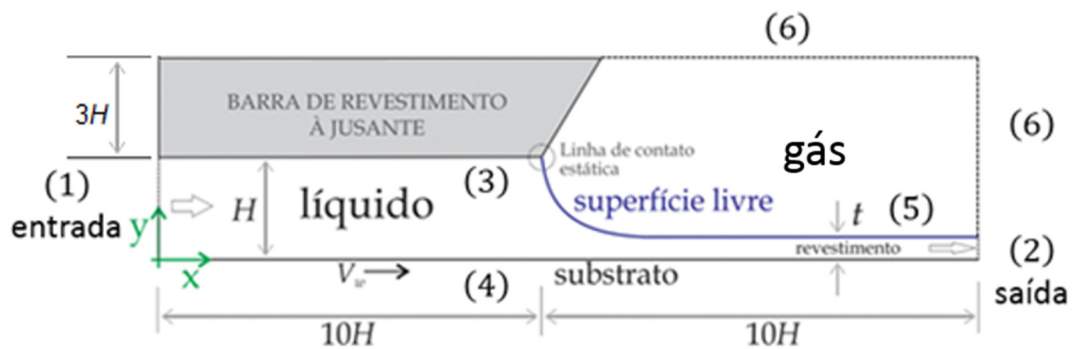 (6)
3H
BARRA DE REVESTIMENTO
À JUSANTE
(6)
Linha de contato
estática
gás
(1)
entrada
y
x
H
líquido
(3)
superfície livre
t
(5)
revestimento
(2)
saída
V_w
(4)
substrato
10H
10H